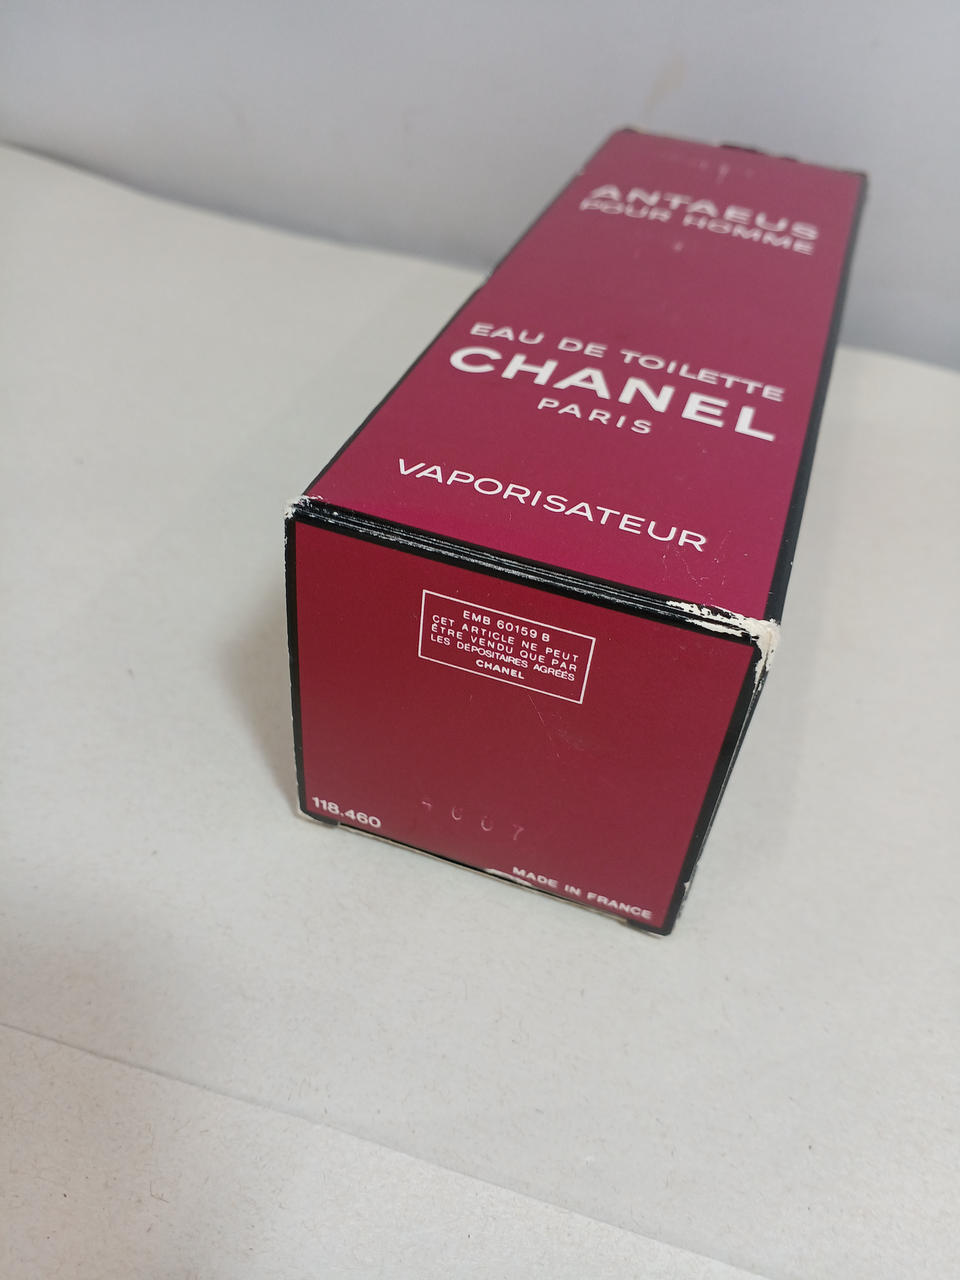 ANTAEUS
POUR HOMME
EAU DE TOILETTE
CHANEL
PARIS
VAPORISATEUR
EMB 60159 B
CET ARTICLE NE PEUT
ÊTRE VENDU QUE PAR
LES DÉPOSITAIRES AGRÉÉS
CHANEL
118.460
MADE IN FRANCE